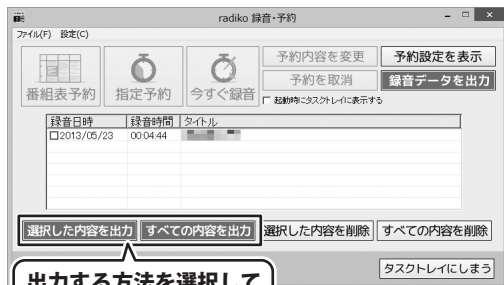 radiko 録音・予約
ファイル(F) 設定(C)
番組表予約
指定予約
今すぐ録音
予約内容を変更
予約設定を表示
予約を取消
録音データを出力
起動時にタスクトレイに表示する
録音日時 録音時間 タイトル
2013/05/23 00:04:44
選択した内容を出力 すべての内容を出力 選択した内容を削除 すべての内容を削除
タスクトレイにしまう
出力する方法を選択して